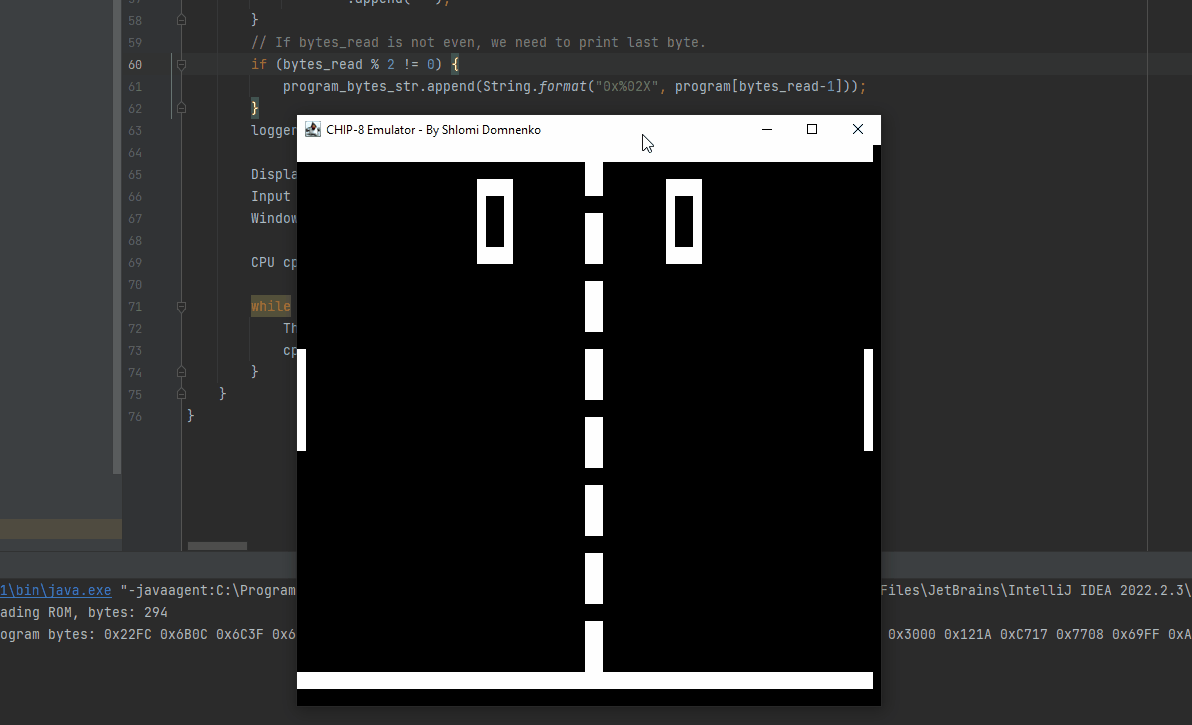 58 }
59 // If bytes_read is not even, we need to print last byte.
60 if (bytes_read % 2 != 0) {
61 program_bytes_str.append(String.format("0x%02X", program[bytes_read-1]));
62 }
63 logger
CHIP-8 Emulator - By Shlomi Domnenko
64
65 Displa
66 Input
67 Window
0 0
68
69 CPU cp
70
71 while
72 Th
73 cp
74 }
75 }
76 }
1\bin\java.exe "-javaagent:C:\Program Files\JetBrains\IntelliJ IDEA 2022.2.3\
ading ROM, bytes: 294
ogram bytes: 0x22FC 0x6B0C 0x6C3F 0x6 0x3000 0x121A 0xC717 0x7708 0x69FF 0xA